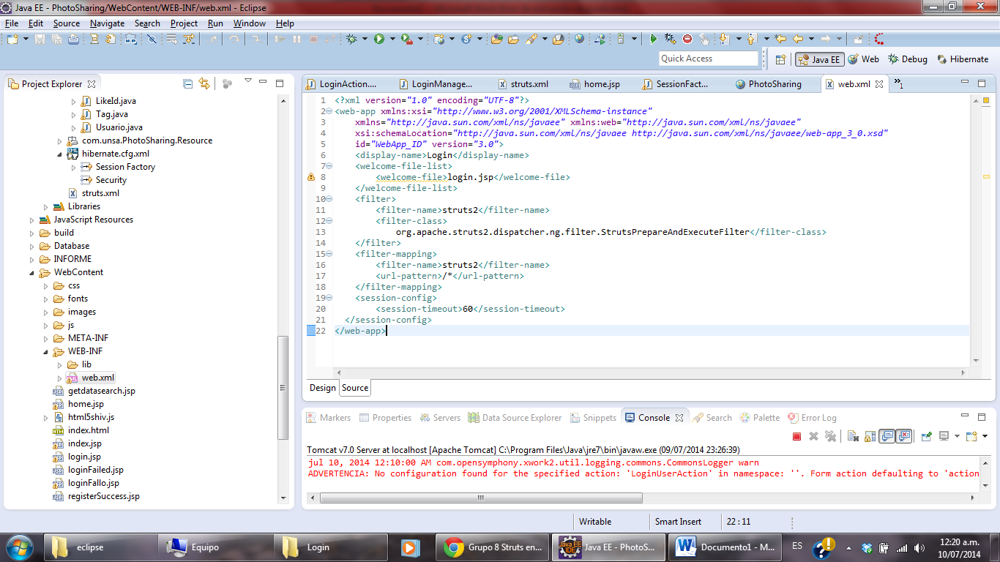 Java EE - PhotoSharing/WebContent/WEB-INF/web.xml - Eclipse
File Edit Source Navigate Search Project Run Window Help
Quick Access
Java EE Web Debug Hibernate
Project Explorer
LikeId.java
Tag.java
Usuario.java
com.unsa.PhotoSharing.Resource
hibernate.cfg.xml
Session Factory
Security
struts.xml
Libraries
JavaScript Resources
build
Database
INFORME
WebContent
css
fonts
images
js
META-INF
WEB-INF
lib
web.xml
getdatasearch.jsp
home.jsp
html5shiv.js
index.html
index.jsp
login.jsp
loginFailed.jsp
loginFallo.jsp
registerSuccess.jsp
LoginAction.... LoginManage... struts.xml home.jsp SessionFact... PhotoSharing web.xml »1
1 <?xml version="1.0" encoding="UTF-8"?>
2 <web-app xmlns:xsi="http://www.w3.org/2001/XMLSchema-instance"
3 xmlns="http://java.sun.com/xml/ns/javaee" xmlns:web="http://java.sun.com/xml/ns/javaee"
4 xsi:schemaLocation="http://java.sun.com/xml/ns/javaee http://java.sun.com/xml/ns/javaee/web-app_3_0.xsd"
5 id="WebApp_ID" version="3.0">
6 <display-name>Login</display-name>
7 <welcome-file-list>
8 <welcome-file>login.jsp</welcome-file>
9 </welcome-file-list>
10 <filter>
11 <filter-name>struts2</filter-name>
12 <filter-class>
13 org.apache.struts2.dispatcher.ng.filter.StrutsPrepareAndExecuteFilter</filter-class>
14 </filter>
15 <filter-mapping>
16 <filter-name>struts2</filter-name>
17 <url-pattern>/*</url-pattern>
18 </filter-mapping>
19 <session-config>
20 <session-timeout>60</session-timeout>
21 </session-config>
22 </web-app>
Design Source
Markers Properties Servers Data Source Explorer Snippets Console Search Palette Error Log
Tomcat v7.0 Server at localhost [Apache Tomcat] C:\Program Files\Java\jre7\bin\javaw.exe (09/07/2014 23:26:39)
jul 10, 2014 12:10:00 AM com.opensymphony.xwork2.util.logging.commons.CommonsLogger warn
ADVERTENCIA: No configuration found for the specified action: 'LoginUserAction' in namespace: ''. Form action defaulting to 'action
Writable Smart Insert 22 : 11
eclipse Equipo Login Grupo 8 Struts en... Java EE - PhotoS... Documento1 - M... ES 12:20 a.m.
10/07/2014